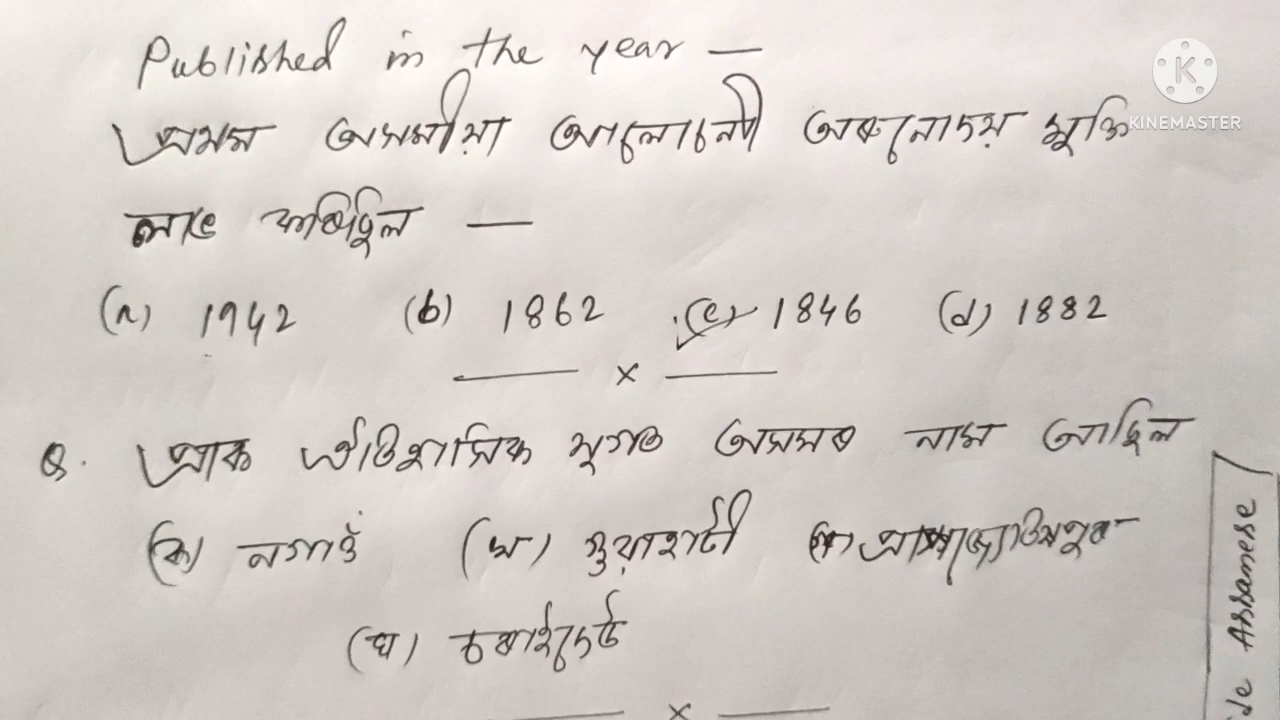 Published in the year —
প্ৰথম অসমীয়া আলোচনী অৰুনোদয় মুক্তি
লাভ কৰিছিল —
(a) 1942 (b) 1862 (c) 1846 (d) 1882
x
Q. প্ৰাক ঐতিহাসিক যুগত অসমৰ নাম আছিল
(ক) নগাওঁ (খ) গুৱাহাটী (গ) প্ৰাগজ্যোতিষপুৰ
(ঘ) চৰাইদেউ
x
de Assamese
K
KINEMASTER